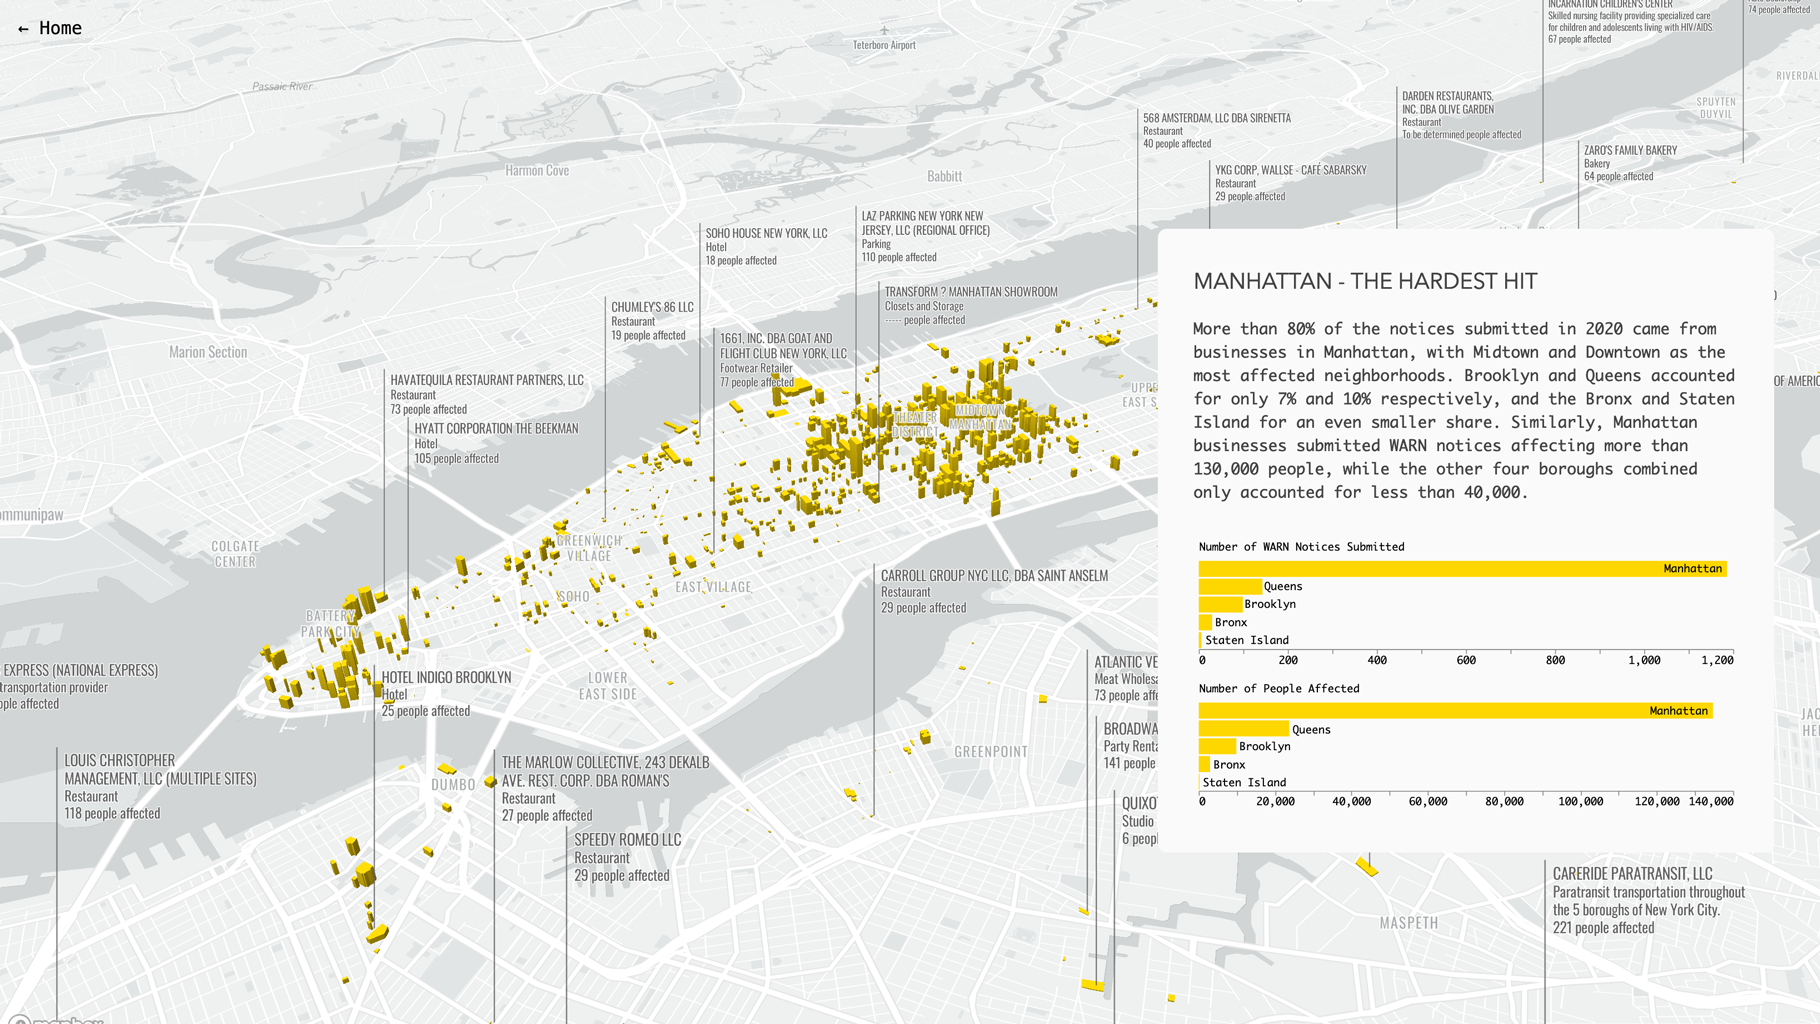 ← Home
Teterboro Airport
Passaic River
Harmon Cove
Babbitt
Marion Section
COLGATE
CENTER
INCARNATION CHILDREN'S CENTER
Skilled nursing facility providing specialized care
for children and adolescents living with HIV/AIDS.
67 people affected
74 people affected
RIVERDAL
SPUYTEN
DUYVIL
DARDEN RESTAURANTS,
INC. DBA OLIVE GARDEN
Restaurant
To be determined people affected
568 AMSTERDAM, LLC DBA SIRENETTA
Restaurant
40 people affected
ZARO'S FAMILY BAKERY
Bakery
64 people affected
YKG CORP, WALLSE - CAFÉ SABARSKY
Restaurant
29 people affected
LAZ PARKING NEW YORK NEW
JERSEY, LLC (REGIONAL OFFICE)
Parking
110 people affected
SOHO HOUSE NEW YORK, LLC
Hotel
18 people affected
TRANSFORM ? MANHATTAN SHOWROOM
Closets and Storage
----- people affected
CHUMLEY'S 86 LLC
Restaurant
19 people affected
1661, INC. DBA GOAT AND
FLIGHT CLUB NEW YORK, LLC
Footwear Retailer
77 people affected
HAVATEQUILA RESTAURANT PARTNERS, LLC
Restaurant
73 people affected
HYATT CORPORATION THE BEEKMAN
Hotel
105 people affected
UPPE
EAST S
THEATER
DISTRICT
MIDTOWN
MANHATTAN
GREENWICH
VILLAGE
EAST VILLAGE
SOHO
BATTERY
PARK CITY
LOWER
EAST SIDE
CARROLL GROUP NYC LLC, DBA SAINT ANSELM
Restaurant
29 people affected
EXPRESS (NATIONAL EXPRESS)
transportation provider
ople affected
HOTEL INDIGO BROOKLYN
Hotel
25 people affected
ATLANTIC VE
Meat Wholesa
73 people affe
BROADWA
Party Renta
141 people
QUIXOT
Studio
6 peopl
GREENPOINT
DUMBO
LOUIS CHRISTOPHER
MANAGEMENT, LLC (MULTIPLE SITES)
Restaurant
118 people affected
THE MARLOW COLLECTIVE, 243 DEKALB
AVE. REST. CORP. DBA ROMAN'S
Restaurant
27 people affected
SPEEDY ROMEO LLC
Restaurant
29 people affected
MASPETH
CARERIDE PARATRANSIT, LLC
Paratransit transportation throughout
the 5 boroughs of New York City.
221 people affected
OF AMERIC
JAC
HE
ommunipaw
MANHATTAN - THE HARDEST HIT
More than 80% of the notices submitted in 2020 came from
businesses in Manhattan, with Midtown and Downtown as the
most affected neighborhoods. Brooklyn and Queens accounted
for only 7% and 10% respectively, and the Bronx and Staten
Island for an even smaller share. Similarly, Manhattan
businesses submitted WARN notices affecting more than
130,000 people, while the other four boroughs combined
only accounted for less than 40,000.
Number of WARN Notices Submitted
Manhattan
Queens
Brooklyn
Bronx
Staten Island
0 200 400 600 800 1,000 1,200
Number of People Affected
Manhattan
Queens
Brooklyn
Bronx
Staten Island
0 20,000 40,000 60,000 80,000 100,000 120,000 140,000
mapbox